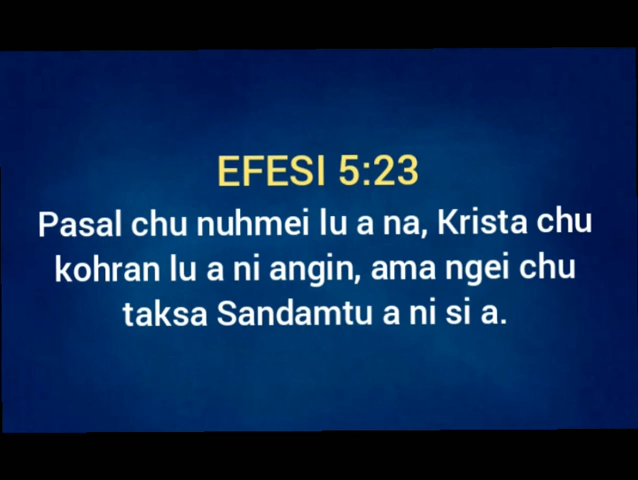 EFESI 5:23
Pasal chu nuhmei lu a na, Krista chu
kohran lu a ni angin, ama ngei chu
taksa Sandamtu a ni si a.